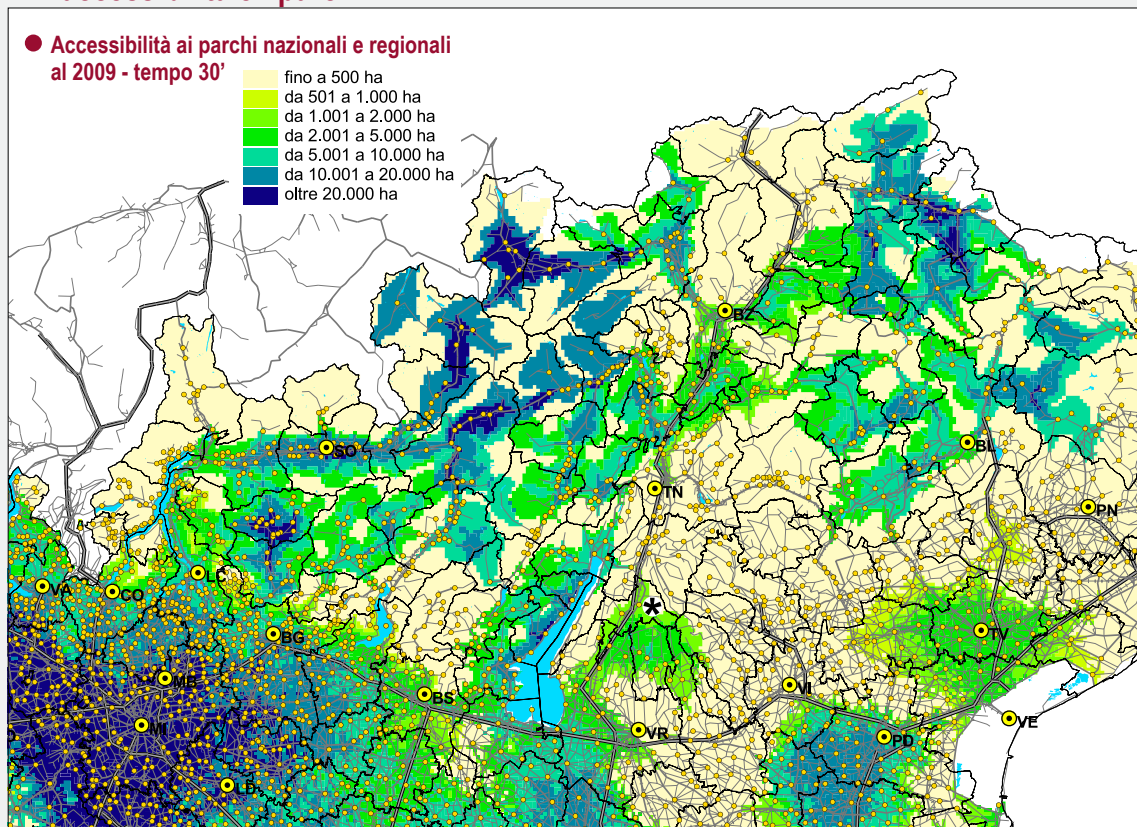 ● Accessibilità ai parchi nazionali e regionali
al 2009 - tempo 30’
fino a 500 ha
da 501 a 1.000 ha
da 1.001 a 2.000 ha
da 2.001 a 5.000 ha
da 5.001 a 10.000 ha
da 10.001 a 20.000 ha
oltre 20.000 ha
BZ
SO
BL
TN
PN
LC
VA
CO
*
BG
TV
MB
VI
BS
VE
MI
VR
PD
LO